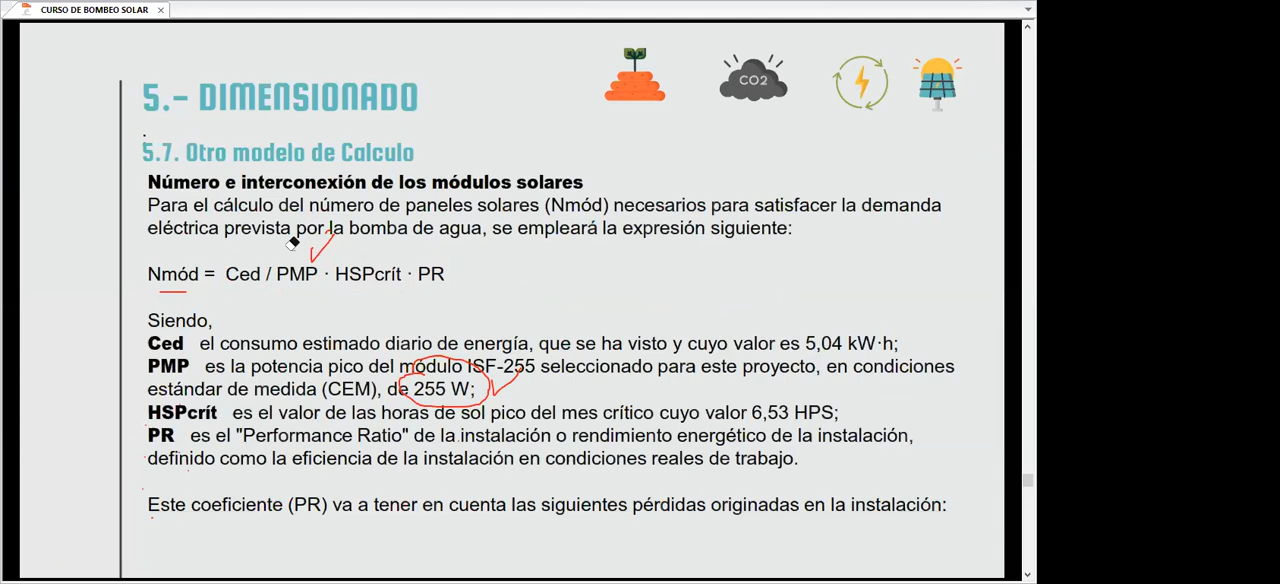 CURSO DE BOMBEO SOLAR
CO2
5.- DIMENSIONADO
5.7. Otro modelo de Calculo
Número e interconexión de los módulos solares
Para el cálculo del número de paneles solares (Nmód) necesarios para satisfacer la demanda
eléctrica prevista por la bomba de agua, se empleará la expresión siguiente:
Nmód = Ced / PMP · HSPcrít · PR
Siendo,
Ced el consumo estimado diario de energía, que se ha visto y cuyo valor es 5,04 kW·h;
PMP es la potencia pico del módulo ISF-255 seleccionado para este proyecto, en condiciones
estándar de medida (CEM), de 255 W;
HSPcrít es el valor de las horas de sol pico del mes crítico cuyo valor 6,53 HPS;
PR es el "Performance Ratio" de la instalación o rendimiento energético de la instalación,
definido como la eficiencia de la instalación en condiciones reales de trabajo.
Este coeficiente (PR) va a tener en cuenta las siguientes pérdidas originadas en la instalación: